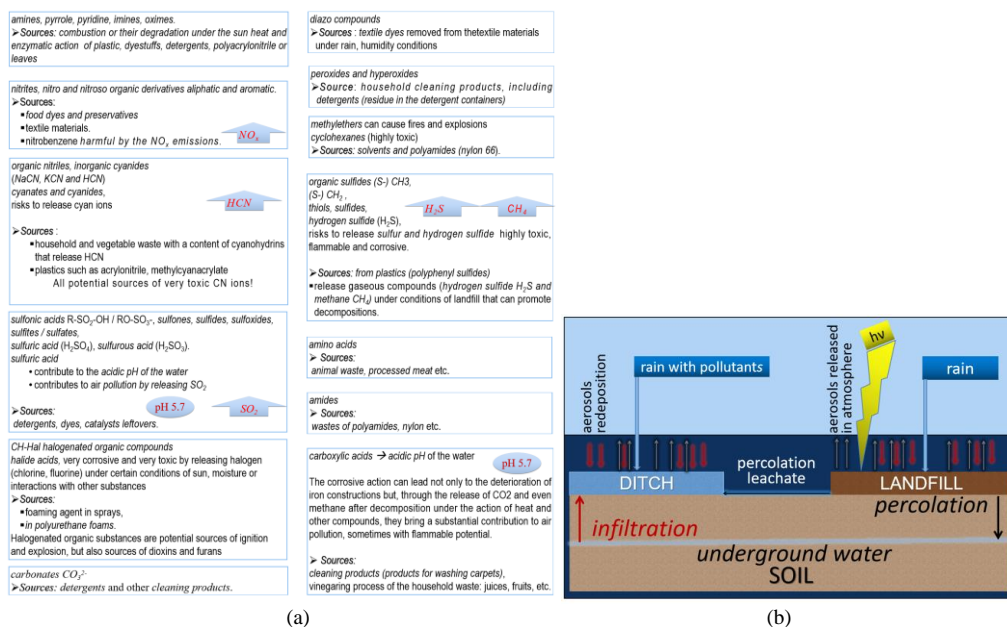 amines, pyrrole, pyridine, imines, oximes.
➢Sources: combustion or their degradation under the sun heat and
enzymatic action of plastic, dyestuffs, detergents, polyacrylonitrlle or
leaves
nitrites, nitro and nitroso organic derivatives aliphatic and aromatic.
➢Sources:
▪food dyes and preservatives
▪textile materials.
▪nitrobenzene harmful by the NOx emissions.
NOx
organic nitriles, inorganic cyanides
(NaCN, KCN and HCN)
cyanates and cyanides,
risks to release cyan ions
HCN
➢Sources :
▪household and vegetable waste with a content of cyanohydrins
that release HCN
▪plastics such as acrylonitrile, methylcyanacrylate
All potential sources of very toxic CN ions!
sulfonic acids R-SO2-OH / RO-SO3-, sulfones, sulfides, sulfoxides,
sulfites / sulfates,
sulfuric acid (H2SO4), sulfurous acid (H2SO3).
sulfuric acid
• contribute to the acidic pH of the water
• contributes to air pollution by releasing SO2
pH 5.7
SO2
➢Sources:
detergents, dyes, catalysts leftovers.
CH-Hal halogenated organic compounds
halide acids, very corrosive and very toxic by releasing halogen
(chlorine, fluorine) under certain conditions of sun, moisture or
interactions with other substances
➢Sources:
▪foaming agent in sprays,
▪in polyurethane foams.
Halogenated organic substances are potential sources of ignition
and explosion, but also sources of dioxins and furans
carbonates CO3 2-
➢Sources: detergents and other cleaning products.
diazo compounds
➢Sources : textile dyes removed from thetextile materials
under rain, humidity conditions
peroxides and hyperoxides
➢Source: household cleaning products, including
detergents (residue in the detergent containers)
methylethers can cause fires and explosions
cyclohexanes (highly toxic)
➢Sources: solvents and polyamides (nylon 66).
organic sulfides (S-) CH3,
(S-) CH2 ,
thiols, sulfides,
hydrogen sulfide (H2S),
H2S
CH4
risks to release sulfur and hydrogen sulfide highly toxic,
flammable and corrosive.
➢Sources: from plastics (polyphenyl sulfides)
▪release gaseous compounds (hydrogen sulfide H2S and
methane CH4) under conditions of landfill that can promote
decompositions.
amino acids
➢ Sources:
animal waste, processed meat etc.
amides
➢ Sources:
wastes of polyamides, nylon etc.
carboxylic acids → acidic pH of the water
pH 5.7
The corrosive action can lead not only to the deterioration of
iron constructions but, through the release of CO2 and even
methane after decomposition under the action of heat and
other compounds, they bring a substantial contribution to air
pollution, sometimes with flammable potential.
➢ Sources:
cleaning products (products for washing carpets),
vinegaring process of the household waste: juices, fruits, etc.
(a)
aerosols
redeposition
rain with pollutants
aerosols released
in atmosphere
hν
rain
DITCH
percolation
leachate
LANDFILL
percolation
infiltration
underground water
SOIL
(b)